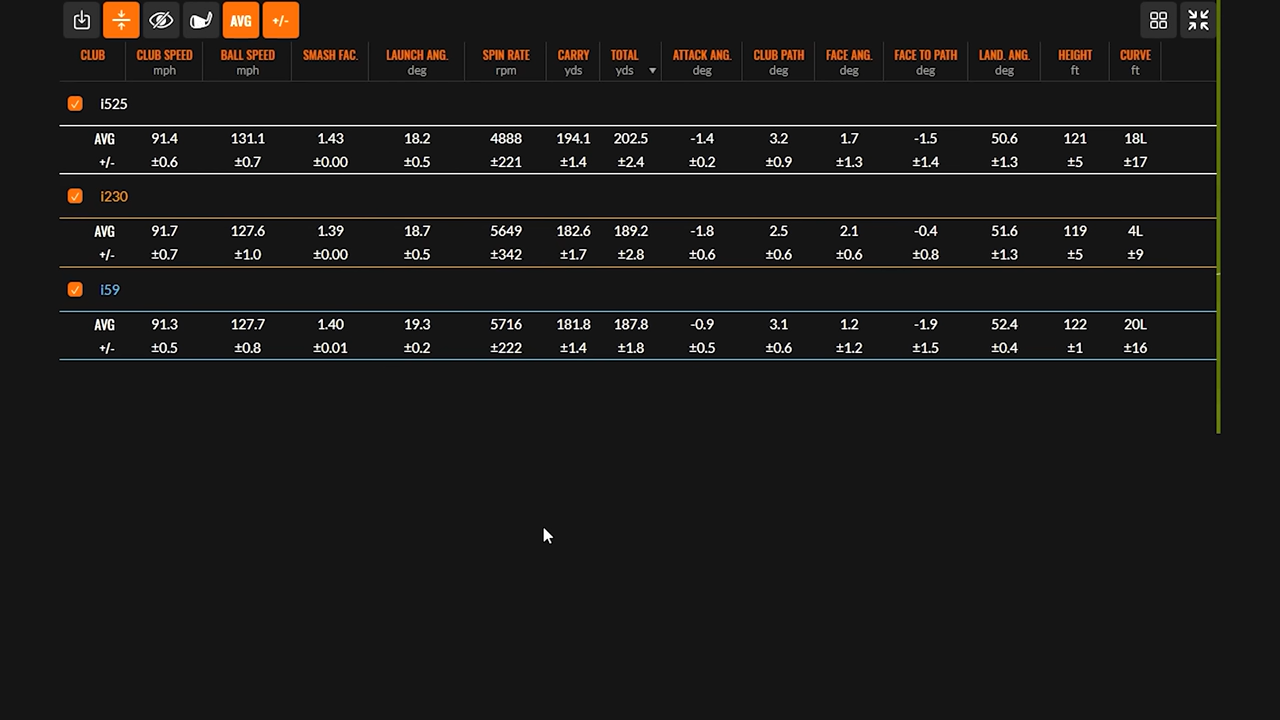 AVG +/-
CLUB CLUB SPEED BALL SPEED SMASH FAC. LAUNCH ANG. SPIN RATE CARRY TOTAL ATTACK ANG. CLUB PATH FACE ANG. FACE TO PATH LAND. ANG. HEIGHT CURVE
mph mph deg rpm yds yds deg deg deg deg deg ft ft
i525
AVG 91.4 131.1 1.43 18.2 4888 194.1 202.5 -1.4 3.2 1.7 -1.5 50.6 121 18L
+/- ±0.6 ±0.7 ±0.00 ±0.5 ±221 ±1.4 ±2.4 ±0.2 ±0.9 ±1.3 ±1.4 ±1.3 ±5 ±17
i230
AVG 91.7 127.6 1.39 18.7 5649 182.6 189.2 -1.8 2.5 2.1 -0.4 51.6 119 4L
+/- ±0.7 ±1.0 ±0.00 ±0.5 ±342 ±1.7 ±2.8 ±0.6 ±0.6 ±0.6 ±0.8 ±1.3 ±5 ±9
i59
AVG 91.3 127.7 1.40 19.3 5716 181.8 187.8 -0.9 3.1 1.2 -1.9 52.4 122 20L
+/- ±0.5 ±0.8 ±0.01 ±0.2 ±222 ±1.4 ±1.8 ±0.5 ±0.6 ±1.2 ±1.5 ±0.4 ±1 ±16